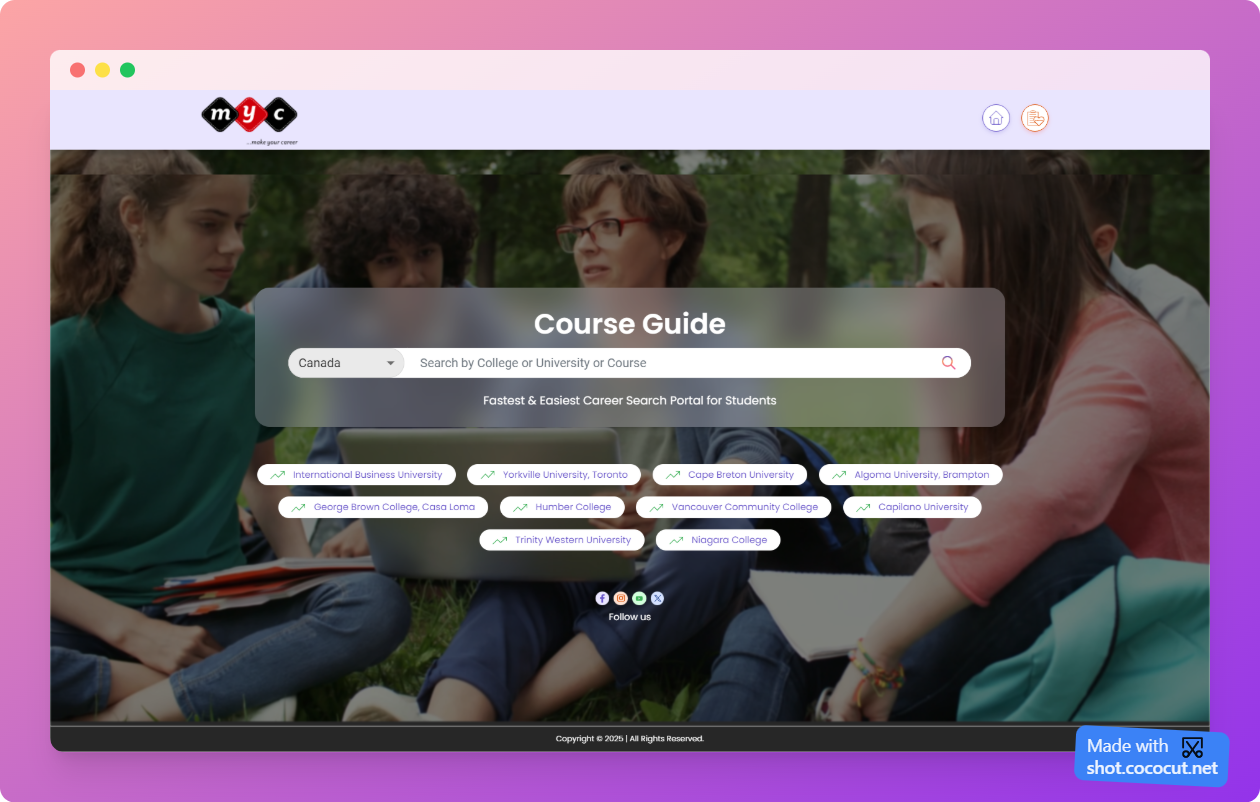 m y c
...make your career
Course Guide
Canada Search by College or University or Course
Fastest & Easiest Career Search Portal for Students
International Business University Yorkville University, Toronto Cape Breton University Algoma University, Brampton
George Brown College, Casa Loma Humber College Vancouver Community College Capilano University
Trinity Western University Niagara College
Follow us
Copyright © 2025 | All Rights Reserved.
Made with
shot.cococut.net